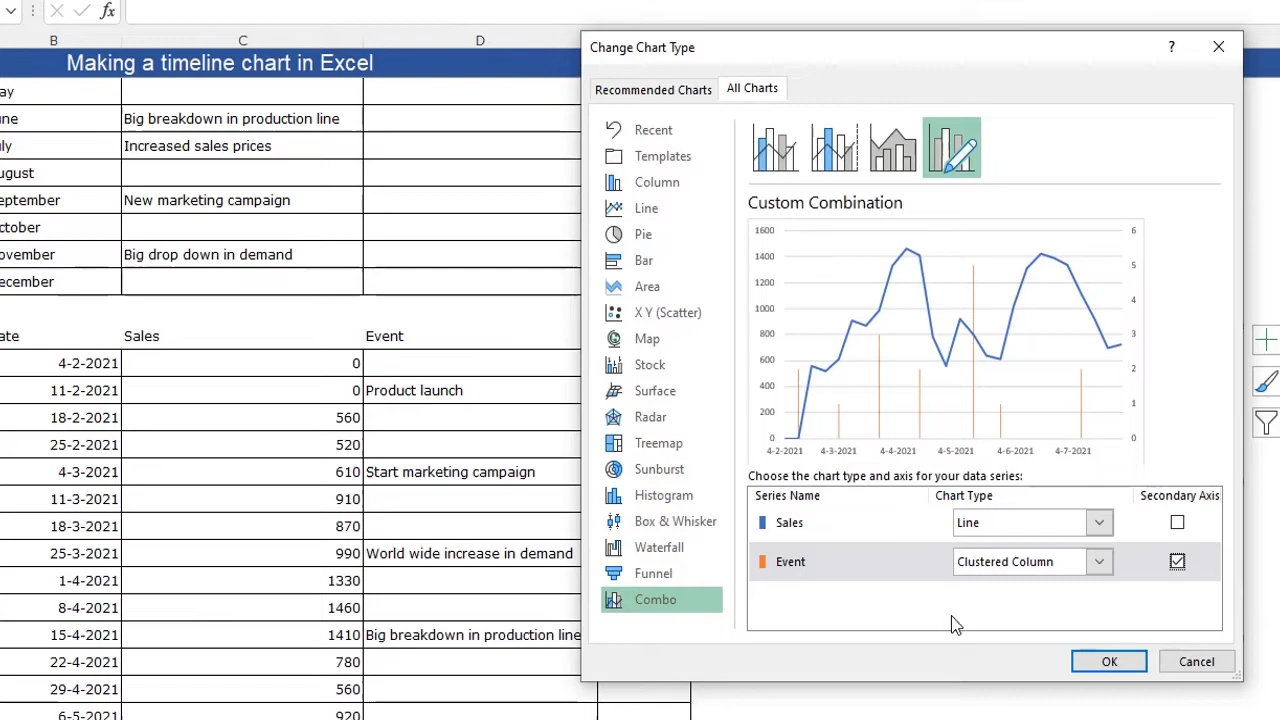 fx
B C D
Making a timeline chart in Excel
ay
une
Big breakdown in production line
uly
Increased sales prices
ugust
eptember
New marketing campaign
ctober
ovember
Big drop down in demand
ecember
ate Sales Event
4-2-2021 0
11-2-2021 0 Product launch
18-2-2021 560
25-2-2021 520
4-3-2021 610 Start marketing campaign
11-3-2021 910
18-3-2021 870
25-3-2021 990 World wide increase in demand
1-4-2021 1330
8-4-2021 1460
15-4-2021 1410 Big breakdown in production line
22-4-2021 780
29-4-2021 560
6-5-2021 920
Change Chart Type
?
Recommended Charts
All Charts
Recent
Templates
Column
Line
Pie
Bar
Area
X Y (Scatter)
Map
Stock
Surface
Radar
Treemap
Sunburst
Histogram
Box & Whisker
Waterfall
Funnel
Combo
Custom Combination
1600
1400
1200
1000
800
600
400
200
0
6
5
4
3
2
1
0
4-2-2021 4-3-2021 4-4-2021 4-5-2021 4-6-2021 4-7-2021
Choose the chart type and axis for your data series:
Series Name Chart Type Secondary Axis
Sales Line
Event Clustered Column
OK Cancel